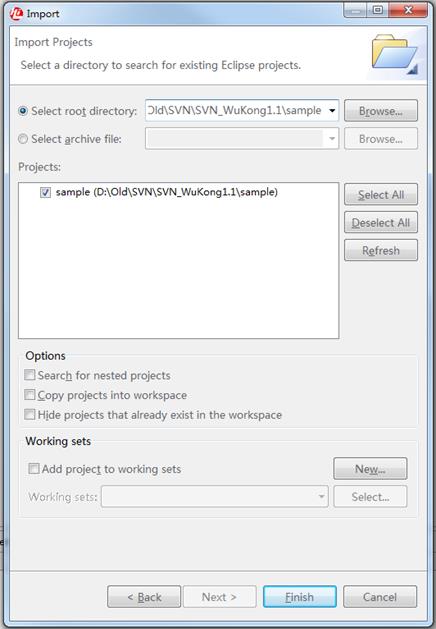 Import
Import Projects
Select a directory to search for existing Eclipse projects.
Select root directory: Old\SVN\SVN_WuKong1.1\sample Browse...
Select archive file: Browse...
Projects:
sample (D:\Old\SVN\SVN_WuKong1.1\sample)
Select All
Deselect All
Refresh
Options
Search for nested projects
Copy projects into workspace
Hide projects that already exist in the workspace
Working sets
Add project to working sets New...
Working sets: Select...
< Back Next > Finish Cancel